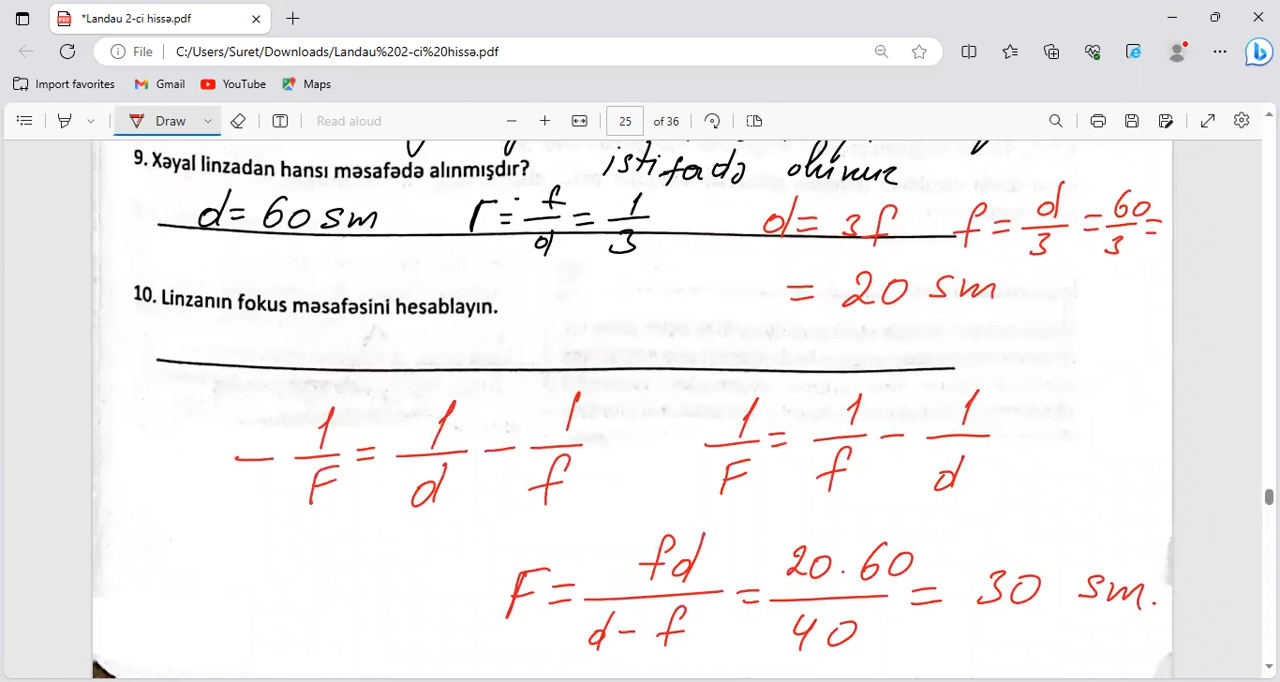 *Landau 2-ci hissə.pdf
File C:/Users/Suret/Downloads/Landau%202-ci%20hissə.pdf
Import favorites Gmail YouTube Maps
Draw Read aloud 25 of 36
istifadə olunur
9. Xəyal linzadan hansı məsafədə alınmışdır?
d = 60 sm Γ = f/d = 1/3 d = 3f f = d/3 = 60/3 =
= 20 sm
10. Linzanın fokus məsafəsini hesablayın.
- 1/F = 1/d - 1/f 1/F = 1/f - 1/d
F = fd/d-f = 20·60/40 = 30 sm.